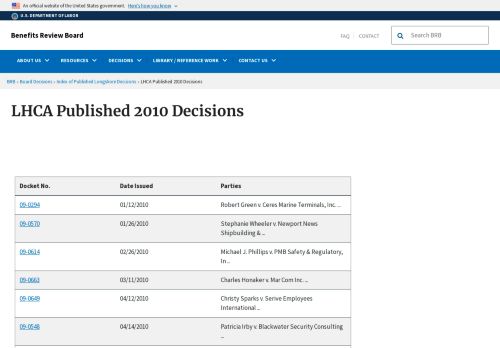 An official website of the United States government. Here's how you know
U.S. DEPARTMENT OF LABOR
Benefits Review Board
FAQ CONTACT
Search BRB
ABOUT US RESOURCES DECISIONS LIBRARY / REFERENCE WORK CONTACT US
BRB » Board Decisions » Index of Published Longshore Decisions » LHCA Published 2010 Decisions
LHCA Published 2010 Decisions
Docket No. Date Issued Parties
09-0294 01/12/2010 Robert Green v. Ceres Marine Terminals, Inc. ...
09-0570 01/26/2010 Stephanie Wheeler v. Newport News
Shipbuilding & ...
09-0614 02/26/2010 Michael J. Phillips v. PMB Safety & Regulatory,
In ...
09-0663 03/11/2010 Charles Honaker v. Mar Com Inc. ...
09-0649 04/12/2010 Christy Sparks v. Serive Employees
International ...
09-0548 04/14/2010 Patricia Irby v. Blackwater Security Consulting
...